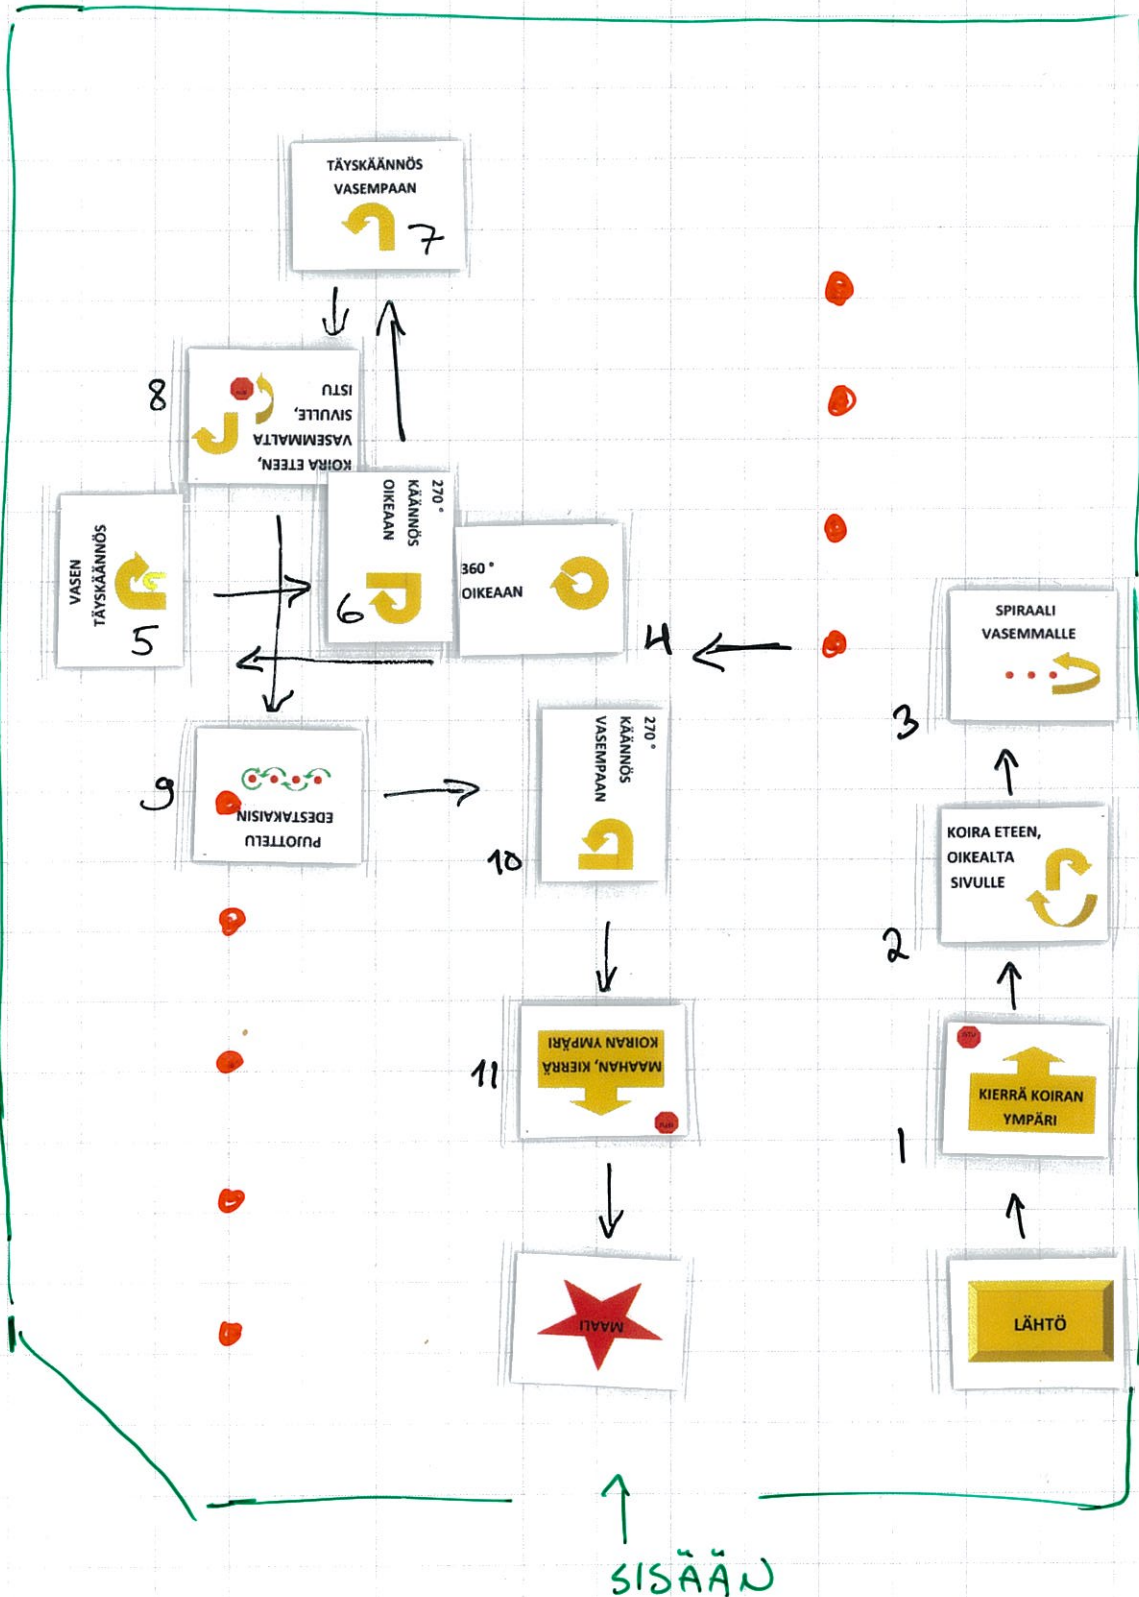 TÄYSKÄÄNNÖS
VASEMPAAN
7
8
KOIRA ETEEN,
VASEMMALTA
SIVULLE,
ISTU
VASEN
TÄYSKÄÄNNÖS
5
270°
KÄÄNNÖS
OIKEAAN
6
360°
OIKEAAN
4
SPIRAALI
VASEMMALLE
3
9
PUJOTTELU
EDESTAKAISIN
270°
KÄÄNNÖS
VASEMPAAN
10
KOIRA ETEEN,
OIKEALTA
SIVULLE
2
11
MAAHAN, KIERRÄ
KOIRAN YMPÄRI
KIERRÄ KOIRAN
YMPÄRI
1
MAALI
LÄHTÖ
SISÄÄN